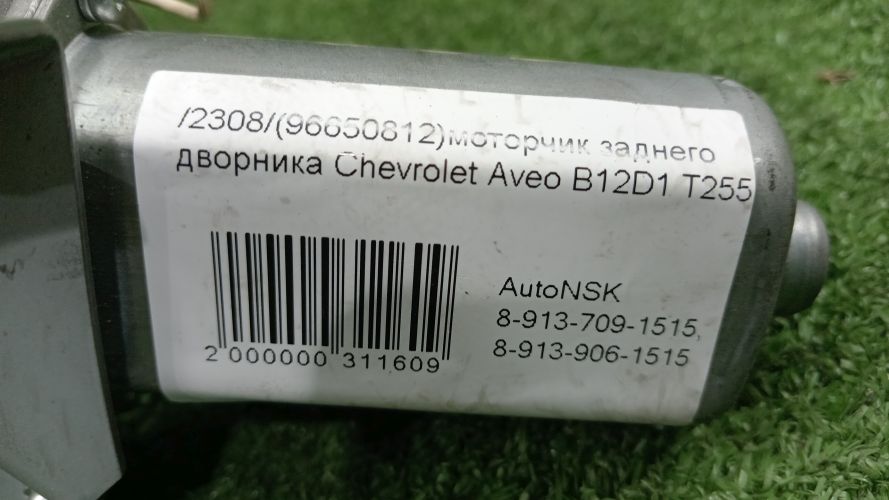 /2308/(96650812)моторчик заднего
дворника Chevrolet Aveo B12D1 T255
AutoNSK
8-913-709-1515,
8-913-906-1515
2 000000 311609